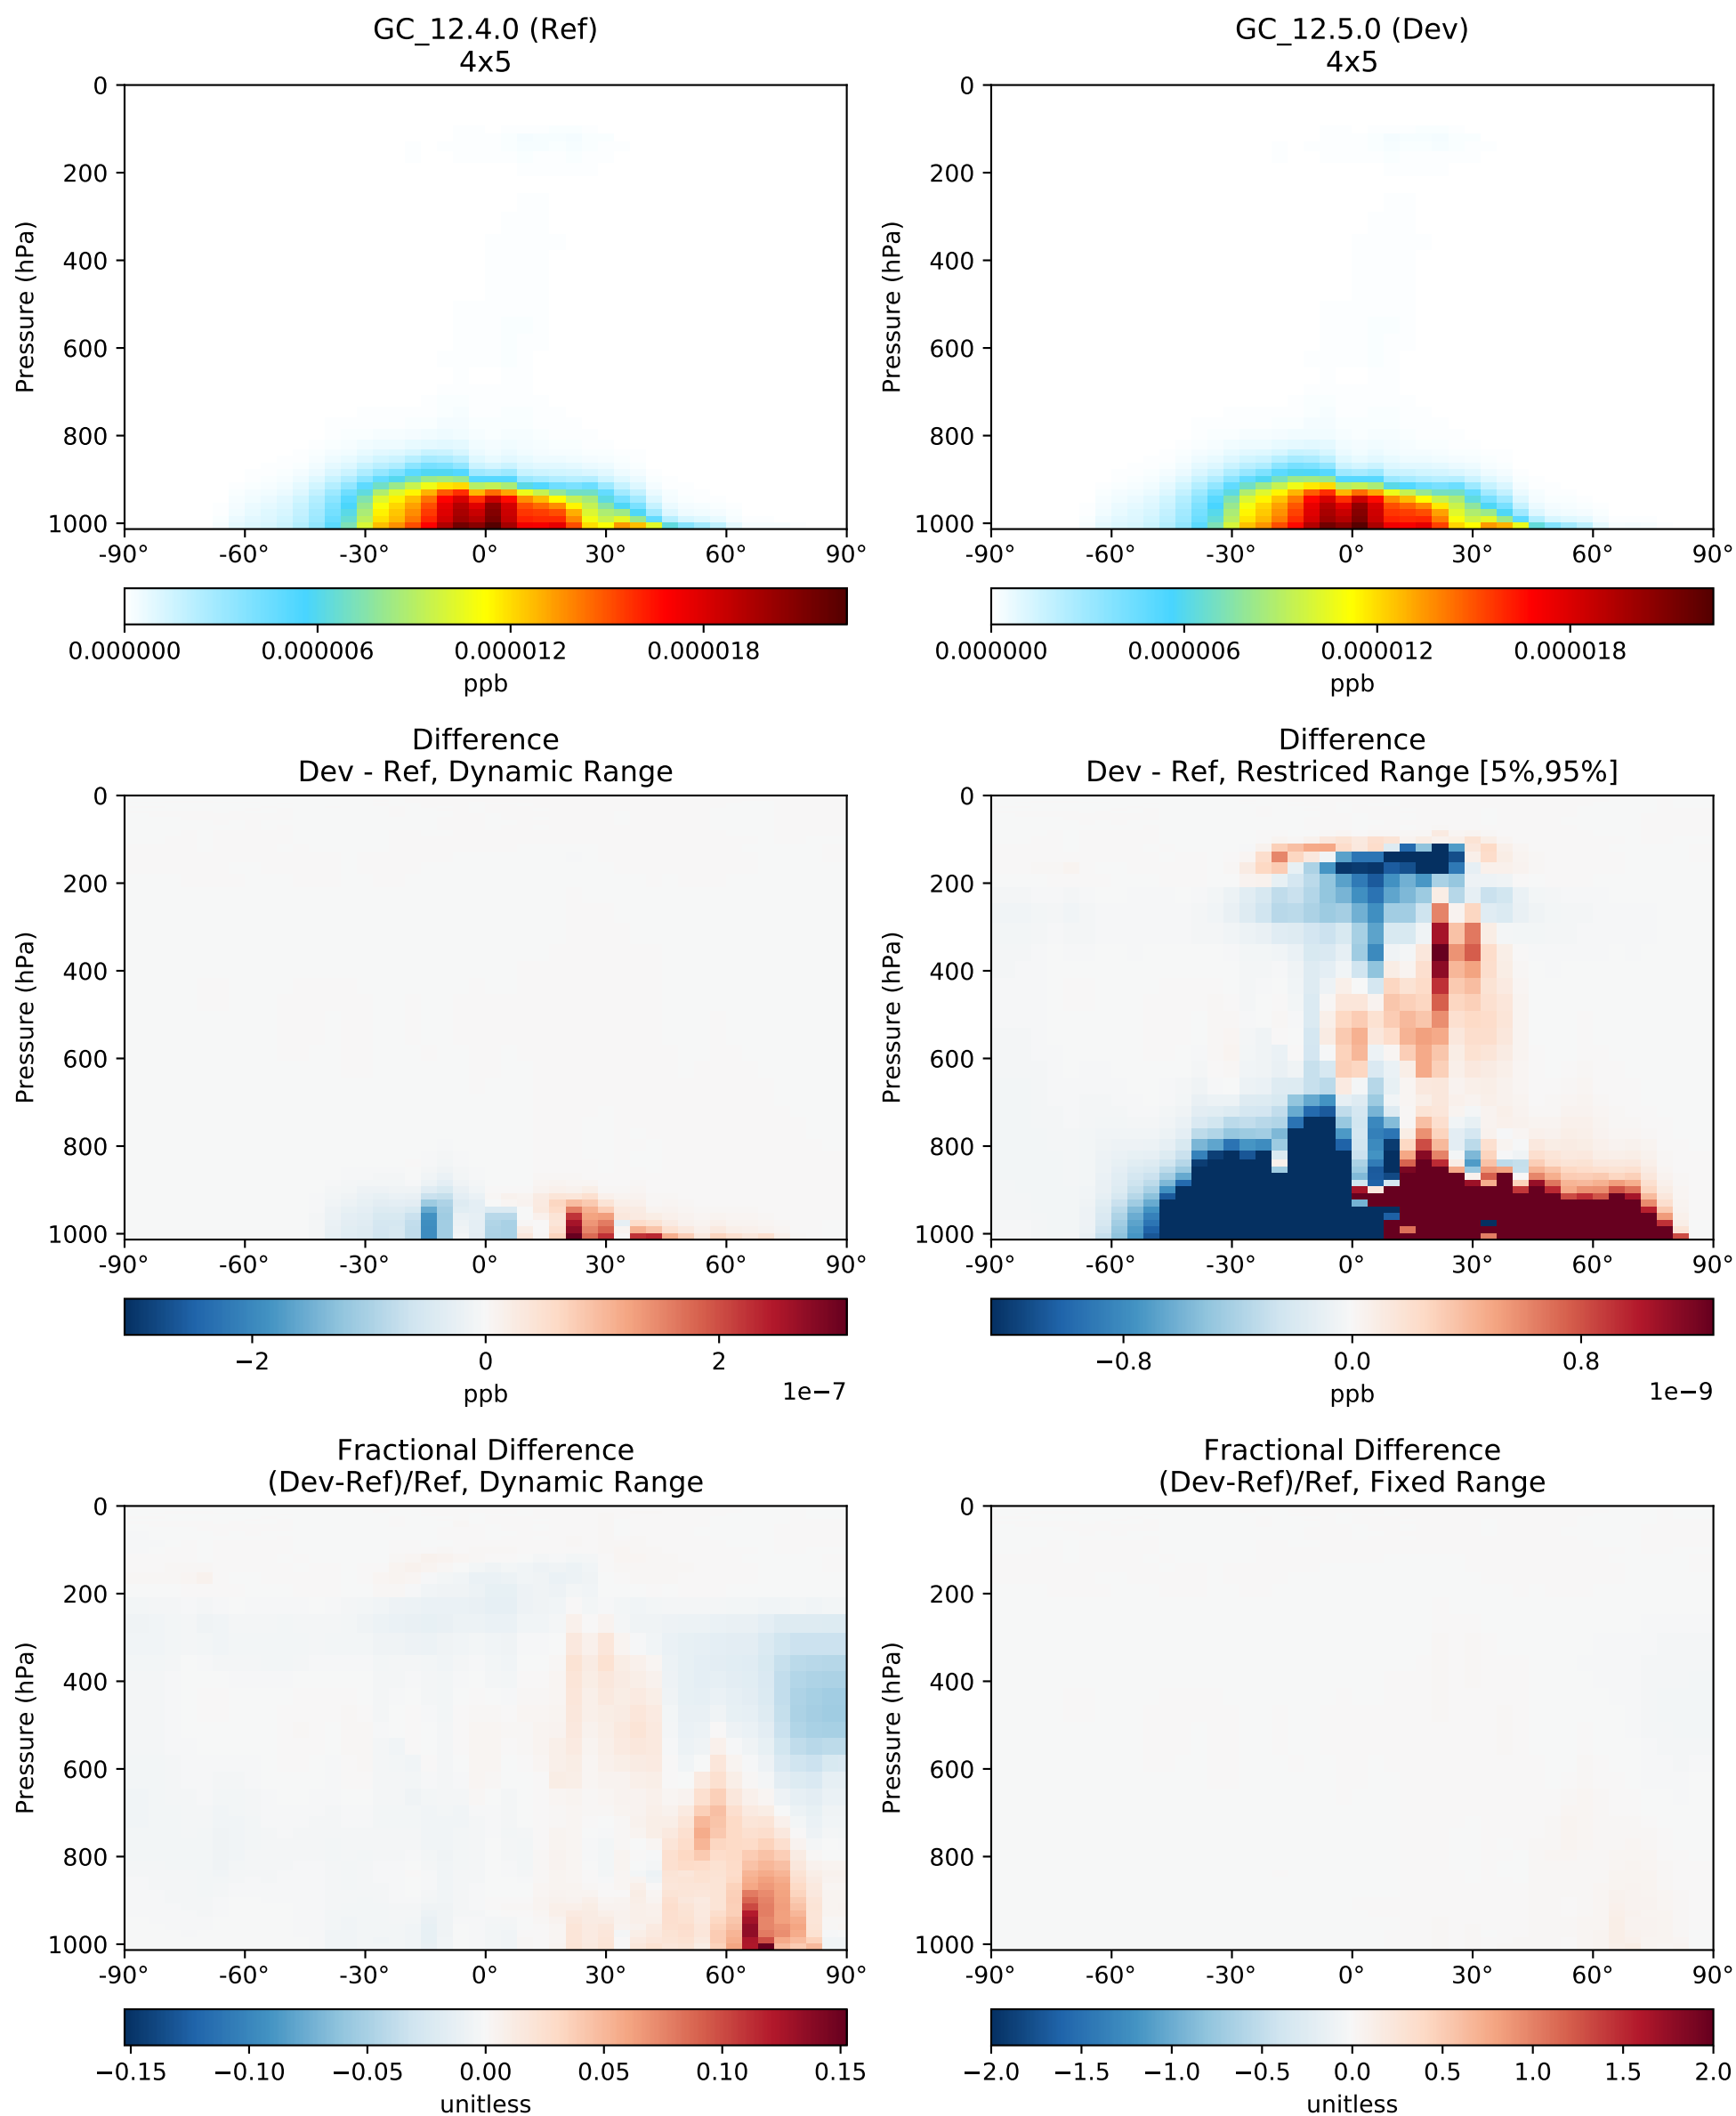 GC_12.4.0 (Ref)
4x5
Pressure (hPa)
0
200
400
600
800
1000
-90° -60° -30° 0° 30° 60° 90°
0.000000 0.000006 0.000012 0.000018
ppb
GC_12.5.0 (Dev)
4x5
Pressure (hPa)
0
200
400
600
800
1000
-90° -60° -30° 0° 30° 60° 90°
0.000000 0.000006 0.000012 0.000018
ppb
Difference
Dev - Ref, Dynamic Range
Pressure (hPa)
0
200
400
600
800
1000
-90° -60° -30° 0° 30° 60° 90°
−2 0 2
ppb
1e−7
Difference
Dev - Ref, Restriced Range [5%,95%]
Pressure (hPa)
0
200
400
600
800
1000
-90° -60° -30° 0° 30° 60° 90°
−0.8 0.0 0.8
ppb
1e−9
Fractional Difference
(Dev-Ref)/Ref, Dynamic Range
Pressure (hPa)
0
200
400
600
800
1000
-90° -60° -30° 0° 30° 60° 90°
−0.15 −0.10 −0.05 0.00 0.05 0.10 0.15
unitless
Fractional Difference
(Dev-Ref)/Ref, Fixed Range
Pressure (hPa)
0
200
400
600
800
1000
-90° -60° -30° 0° 30° 60° 90°
−2.0 −1.5 −1.0 −0.5 0.0 0.5 1.0 1.5 2.0
unitless